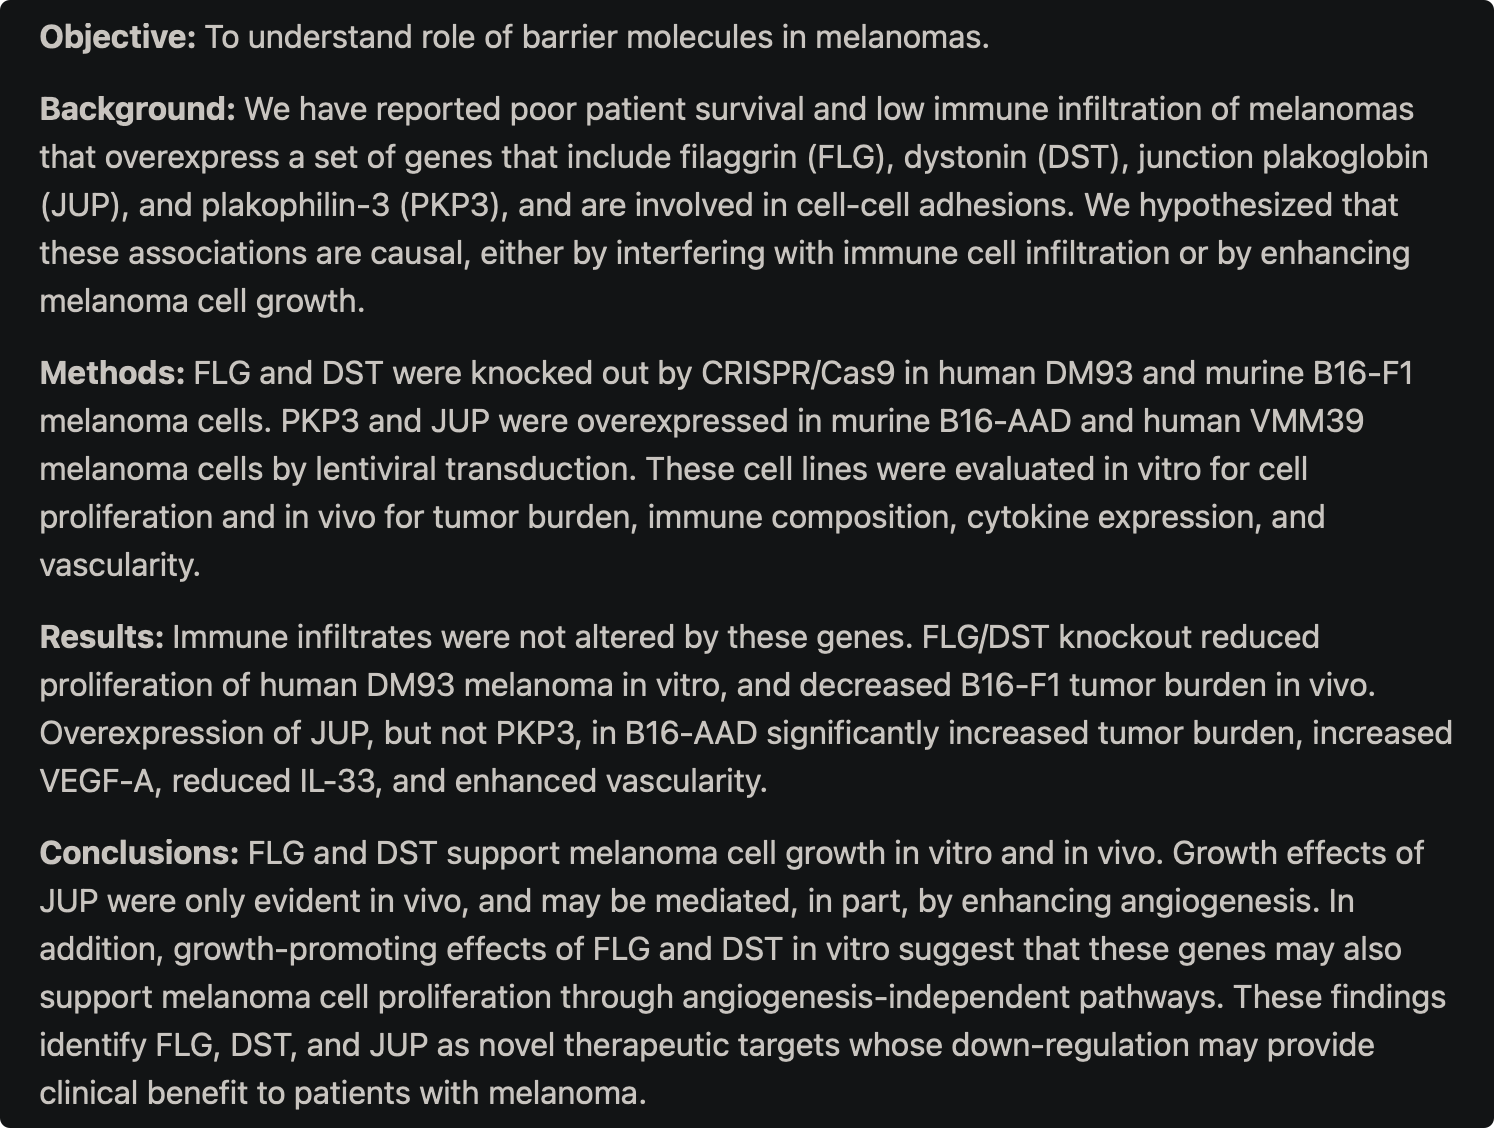 Objective: To understand role of barrier molecules in melanomas.
Background: We have reported poor patient survival and low immune infiltration of melanomas
that overexpress a set of genes that include filaggrin (FLG), dystonin (DST), junction plakoglobin
(JUP), and plakophilin-3 (PKP3), and are involved in cell-cell adhesions. We hypothesized that
these associations are causal, either by interfering with immune cell infiltration or by enhancing
melanoma cell growth.
Methods: FLG and DST were knocked out by CRISPR/Cas9 in human DM93 and murine B16-F1
melanoma cells. PKP3 and JUP were overexpressed in murine B16-AAD and human VMM39
melanoma cells by lentiviral transduction. These cell lines were evaluated in vitro for cell
proliferation and in vivo for tumor burden, immune composition, cytokine expression, and
vascularity.
Results: Immune infiltrates were not altered by these genes. FLG/DST knockout reduced
proliferation of human DM93 melanoma in vitro, and decreased B16-F1 tumor burden in vivo.
Overexpression of JUP, but not PKP3, in B16-AAD significantly increased tumor burden, increased
VEGF-A, reduced IL-33, and enhanced vascularity.
Conclusions: FLG and DST support melanoma cell growth in vitro and in vivo. Growth effects of
JUP were only evident in vivo, and may be mediated, in part, by enhancing angiogenesis. In
addition, growth-promoting effects of FLG and DST in vitro suggest that these genes may also
support melanoma cell proliferation through angiogenesis-independent pathways. These findings
identify FLG, DST, and JUP as novel therapeutic targets whose down-regulation may provide
clinical benefit to patients with melanoma.